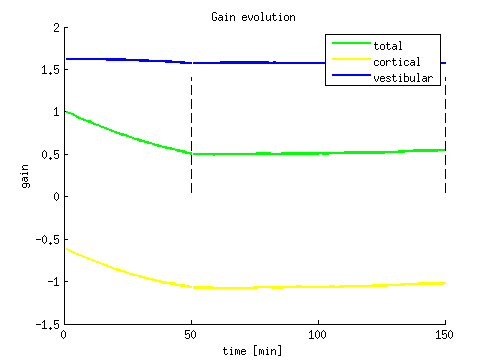 Gain evolution
total
cortical
vestibular
gain
2
1.5
1
0.5
0
-0.5
-1
-1.5
0 50 100 150
time [min]